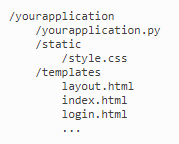 /yourapplication
    /yourapplication.py
    /static
        /style.css
    /templates
        layout.html
        index.html
        login.html
        ...